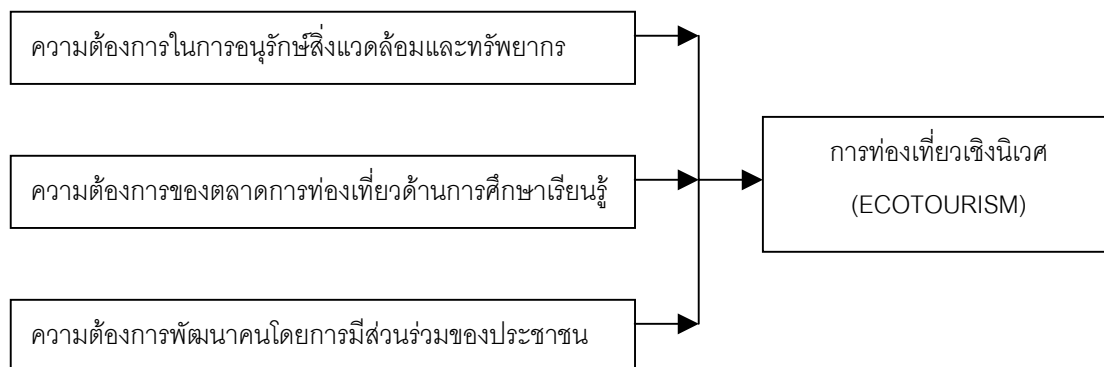 ความต้องการในการอนุรักษ์สิ่งแวดล้อมและทรัพยากร
ความต้องการของตลาดการท่องเที่ยวด้านการศึกษาเรียนรู้
ความต้องการพัฒนาคนโดยการมีส่วนร่วมของประชาชน
การท่องเที่ยวเชิงนิเวศ
(ECOTOURISM)